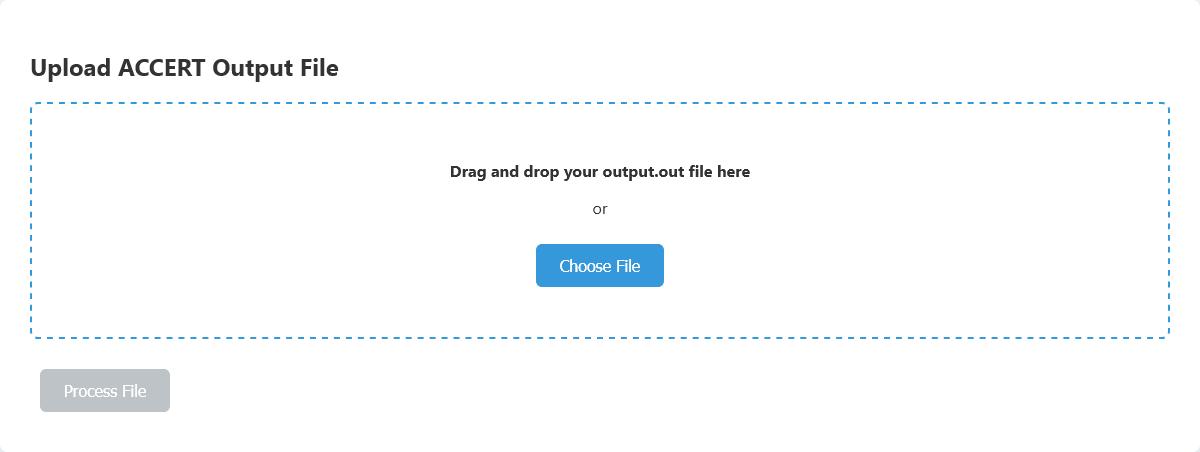 Upload ACCERT Output File
Drag and drop your output.out file here
or
Choose File
Process File